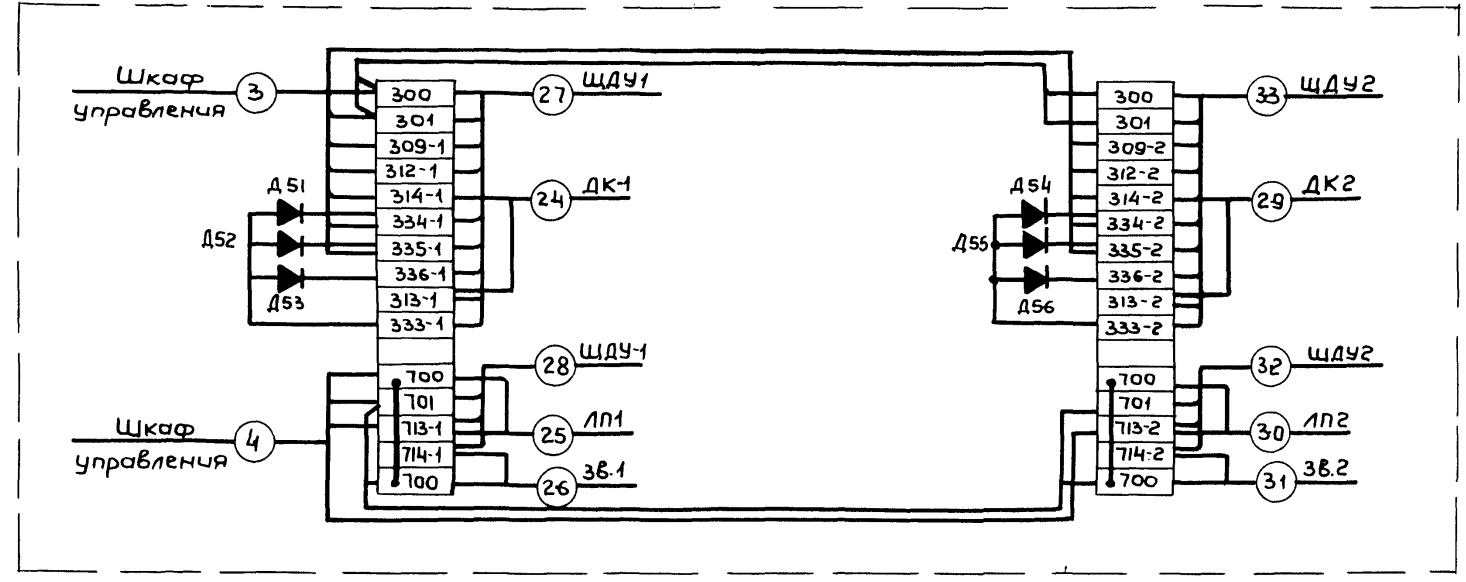 Шкаф
управления
3
300
301
309-1
312-1
314-1
334-1
335-1
336-1
313-1
333-1
700
701
713-1
714-1
700
Д51
Д52
Д53
27
ЩДУ1
24
ДК-1
28
ЩДУ-1
25
ЛП1
26
ЗВ.1
Шкаф
управления
4
300
301
309-2
312-2
314-2
334-2
335-2
336-2
313-2
333-2
700
701
713-2
714-2
700
Д54
Д55
Д56
33
ЩДУ2
29
ДК2
32
ЩДУ2
30
ЛП2
31
ЗВ.2